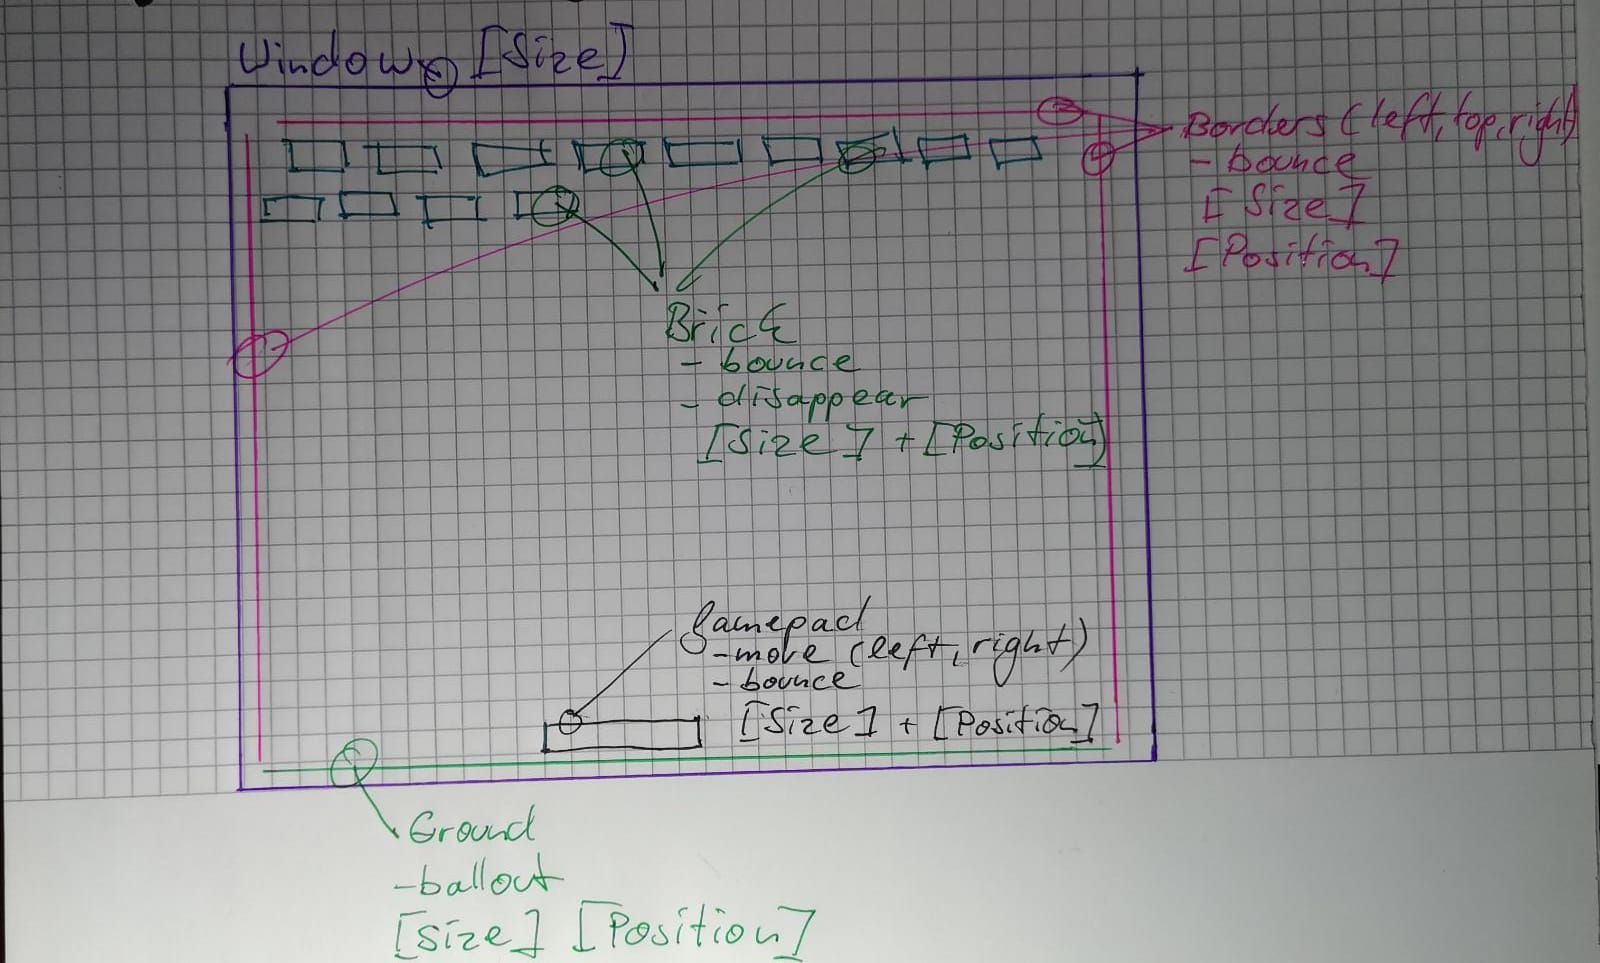 Window [Size]
Borders (left, top, right)
- bounce
[Size]
[Position]
Brick
- bounce
- disappear
[Size] + [Position]
Gamepad
- move (left, right)
- bounce
[Size] + [Position]
Ground
- ballout
[Size] [Position]